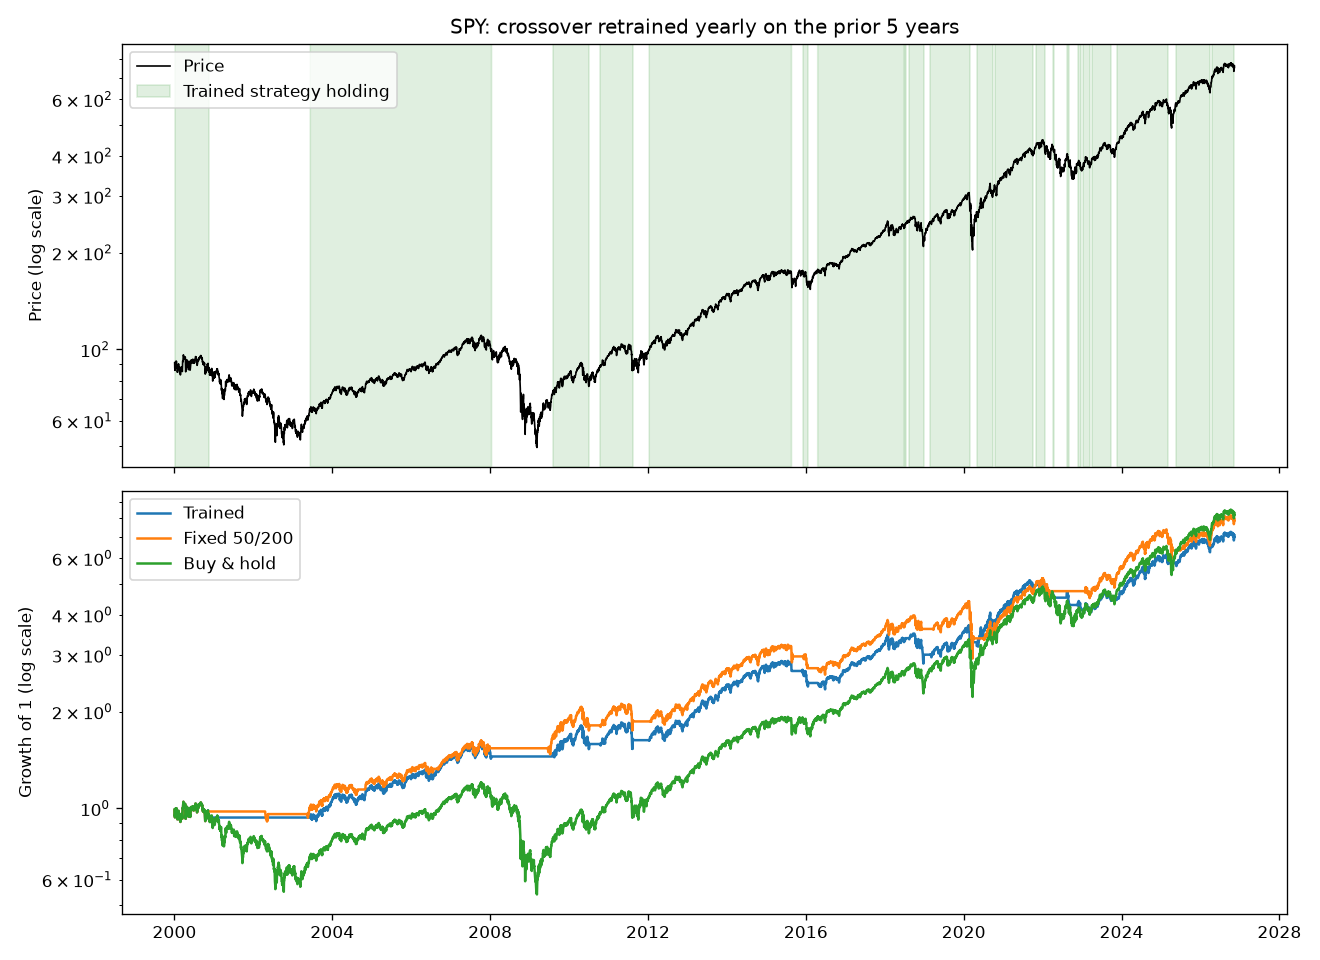 SPY: crossover retrained yearly on the prior 5 years
Price
Trained strategy holding
Price (log scale)
6 × 10²
4 × 10²
3 × 10²
2 × 10²
10²
6 × 10¹
Trained
Fixed 50/200
Buy & hold
Growth of 1 (log scale)
6 × 10⁰
4 × 10⁰
3 × 10⁰
2 × 10⁰
10⁰
6 × 10⁻¹
2000 2004 2008 2012 2016 2020 2024 2028